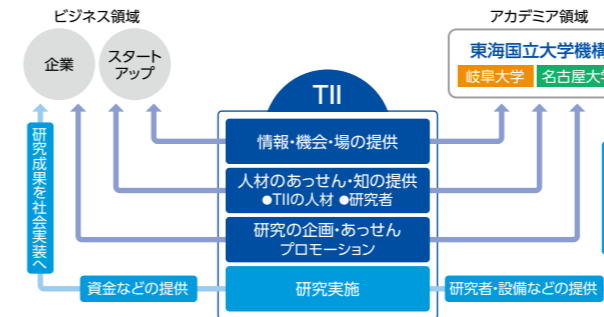 ビジネス領域
アカデミア領域
企業
スタート
アップ
東海国立大学機構
岐阜大学
名古屋大学
TII
情報・機会・場の提供
人材のあっせん・知の提供
●TIIの人材 ●研究者
研究の企画・あっせん
プロモーション
研究成果を社会実装へ
資金などの提供
研究実施
研究者・設備などの提供